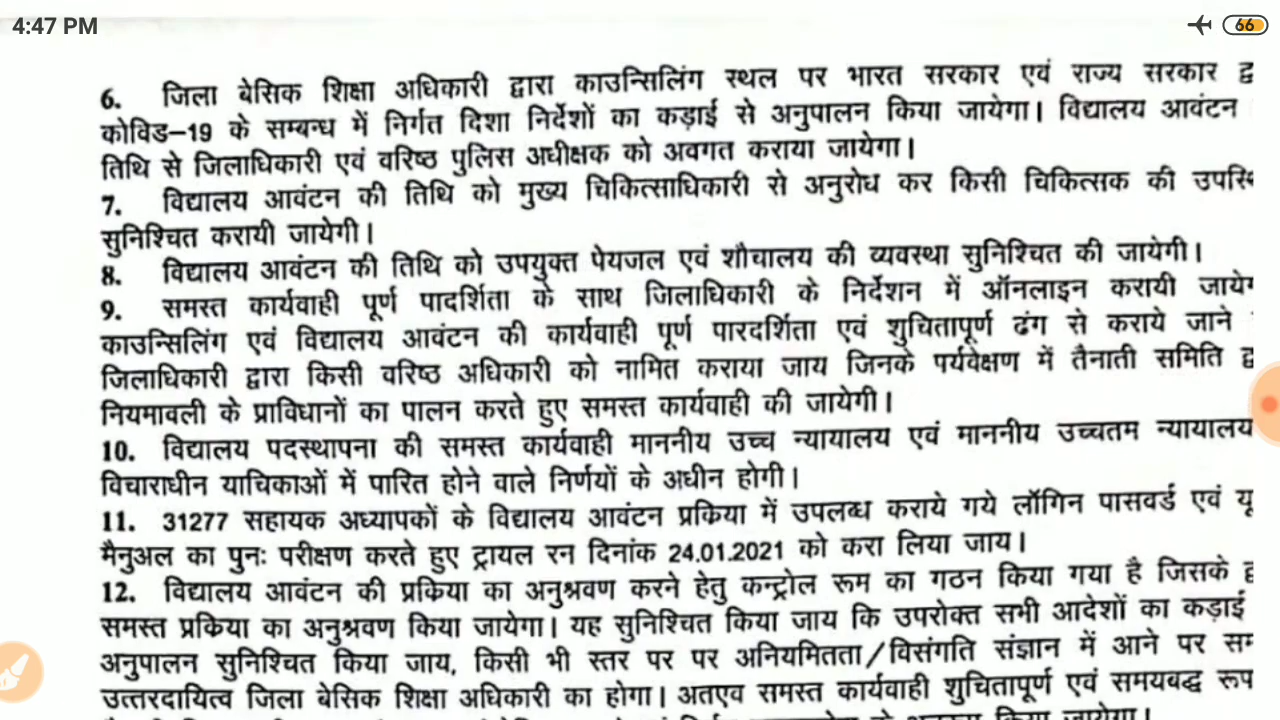 4:47 PM
66
6. जिला बेसिक शिक्षा अधिकारी द्वारा काउन्सिलिंग स्थल पर भारत सरकार एवं राज्य सरकार
कोविड–19 के सम्बन्ध में निर्गत दिशा निर्देशों का कड़ाई से अनुपालन किया जायेगा। विद्यालय आवंटन
तिथि से जिलाधिकारी एवं वरिष्ठ पुलिस अधीक्षक को अवगत कराया जायेगा।
7. विद्यालय आवंटन की तिथि को मुख्य चिकित्साधिकारी से अनुरोध कर किसी चिकित्सक की
सुनिश्चित करायी जायेगी।
8. विद्यालय आवंटन की तिथि को उपयुक्त पेयजल एवं शौचालय की व्यवस्था सुनिश्चित की जायेगी।
9. समस्त कार्यवाही पूर्ण पादर्शिता के साथ जिलाधिकारी के निर्देशन में ऑनलाइन करायी
काउन्सिलिंग एवं विद्यालय आवंटन की कार्यवाही पूर्ण पारदर्शिता एवं शुचितापूर्ण ढंग से कराये जाने
जिलाधिकारी द्वारा किसी वरिष्ठ अधिकारी को नामित कराया जाय जिनके पर्यवेक्षण में तैनाती समिति
नियमावली के प्राविधानों का पालन करते हुए समस्त कार्यवाही की जायेगी।
10. विद्यालय पदस्थापना की समस्त कार्यवाही माननीय उच्च न्यायालय एवं माननीय उच्चतम न्यायालय
विचाराधीन याचिकाओं में पारित होने वाले निर्णयों के अधीन होगी।
11. 31277 सहायक अध्यापकों के विद्यालय आवंटन प्रकिया में उपलब्ध कराये गये लॉगिन पासवर्ड एवं
मैनुअल का पुनः परीक्षण करते हुए ट्रायल रन दिनांक 24.01.2021 को करा लिया जाय।
12. विद्यालय आवंटन की प्रकिया का अनुश्रवण करने हेतु कन्ट्रोल रूम का गठन किया गया है जिसके
समस्त प्रकिया का अनुश्रवण किया जायेगा। यह सुनिश्चित किया जाय कि उपरोक्त सभी आदेशों का कड़ाई
अनुपालन सुनिश्चित किया जाय, किसी भी स्तर पर पर अनियमितता/विसंगति संज्ञान में आने पर
उत्तरदायित्व जिला बेसिक शिक्षा अधिकारी का होगा। अतएव समस्त कार्यवाही शुचितापूर्ण एवं समयबद्ध रूप
किया जायेगा।